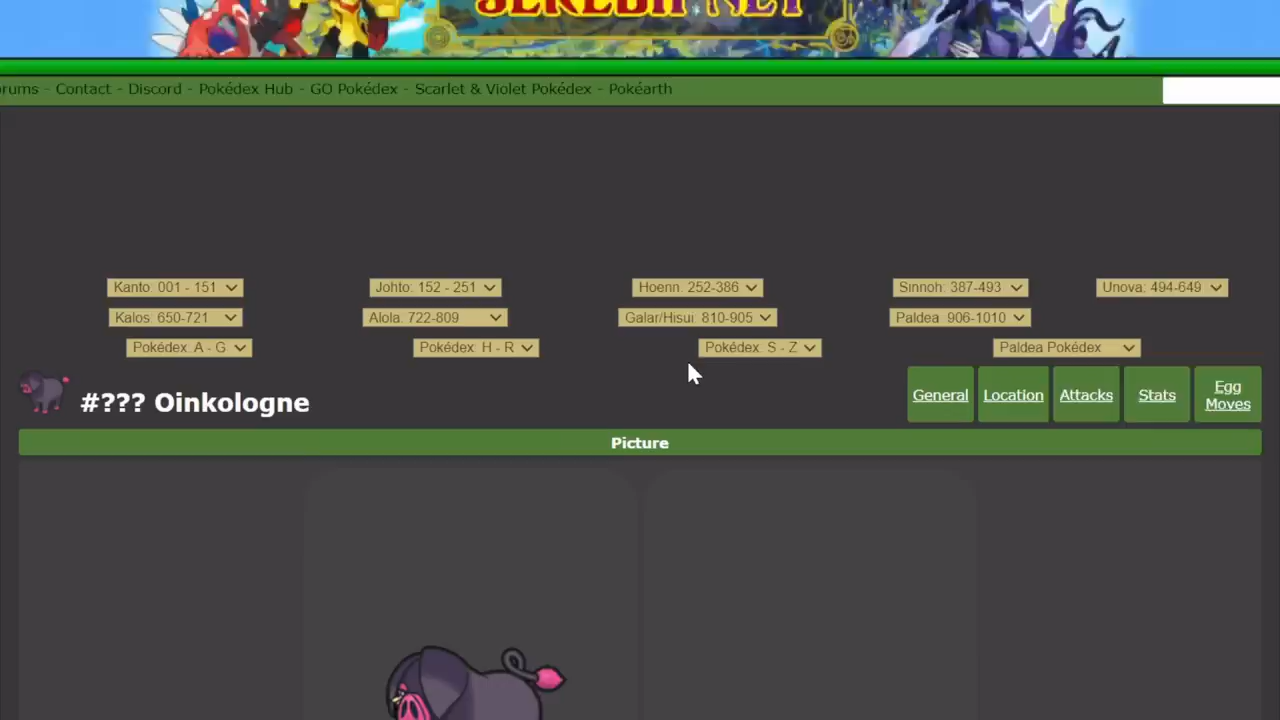 SEREBII NET
orums - Contact - Discord - Pokédex Hub - GO Pokédex - Scarlet & Violet Pokédex - Pokéarth
Kanto: 001 - 151
Johto: 152 - 251
Hoenn: 252-386
Sinnoh: 387-493
Unova: 494-649
Kalos: 650-721
Alola: 722-809
Galar/Hisui: 810-905
Paldea: 906-1010
Pokédex: A - G
Pokédex: H - R
Pokédex: S - Z
Paldea Pokédex
#??? Oinkologne
General
Location
Attacks
Stats
Egg
Moves
Picture